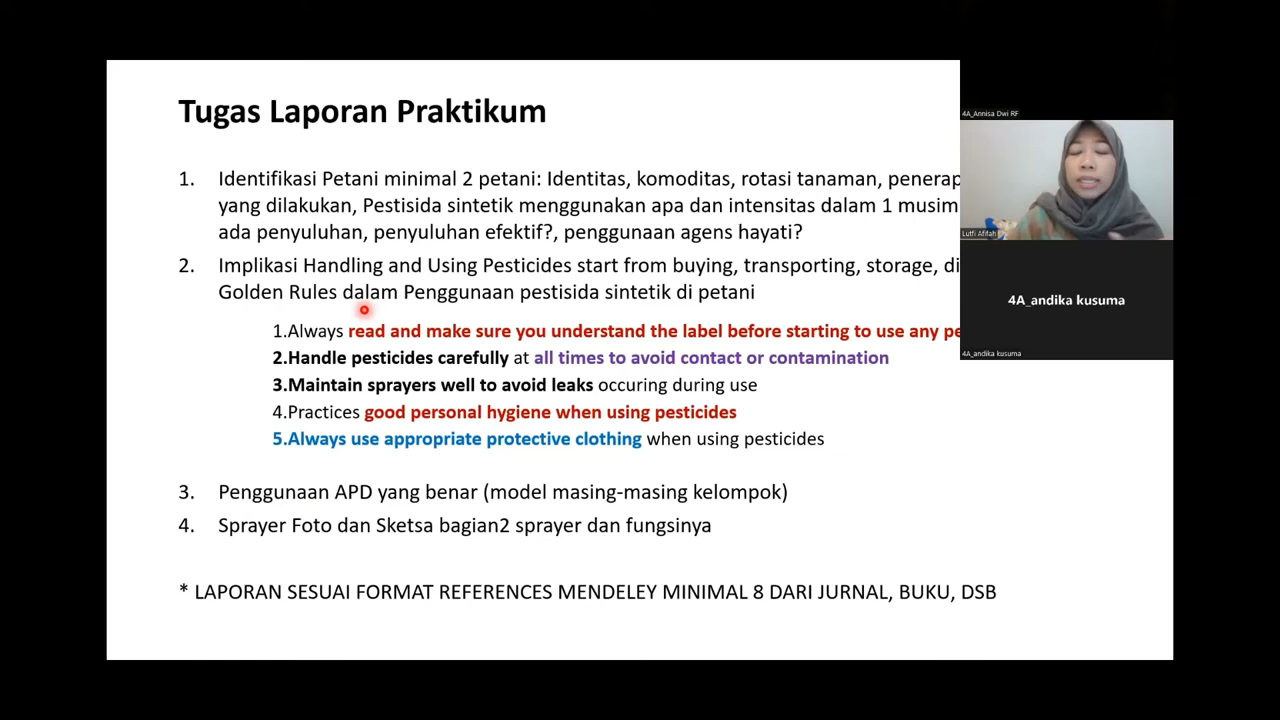 Tugas Laporan Praktikum
1. Identifikasi Petani minimal 2 petani: Identitas, komoditas, rotasi tanaman, penerap
yang dilakukan, Pestisida sintetik menggunakan apa dan intensitas dalam 1 musim
ada penyuluhan, penyuluhan efektif?, penggunaan agens hayati?
2. Implikasi Handling and Using Pesticides start from buying, transporting, storage, di
Golden Rules dalam Penggunaan pestisida sintetik di petani
1.Always read and make sure you understand the label before starting to use any pe
2.Handle pesticides carefully at all times to avoid contact or contamination
3.Maintain sprayers well to avoid leaks occuring during use
4.Practices good personal hygiene when using pesticides
5.Always use appropriate protective clothing when using pesticides
3. Penggunaan APD yang benar (model masing-masing kelompok)
4. Sprayer Foto dan Sketsa bagian2 sprayer dan fungsinya
* LAPORAN SESUAI FORMAT REFERENCES MENDELEY MINIMAL 8 DARI JURNAL, BUKU, DSB
4A_Annisa Dwi RF
Lutfi Afifah
4A_andika kusuma
4A_andika kusuma